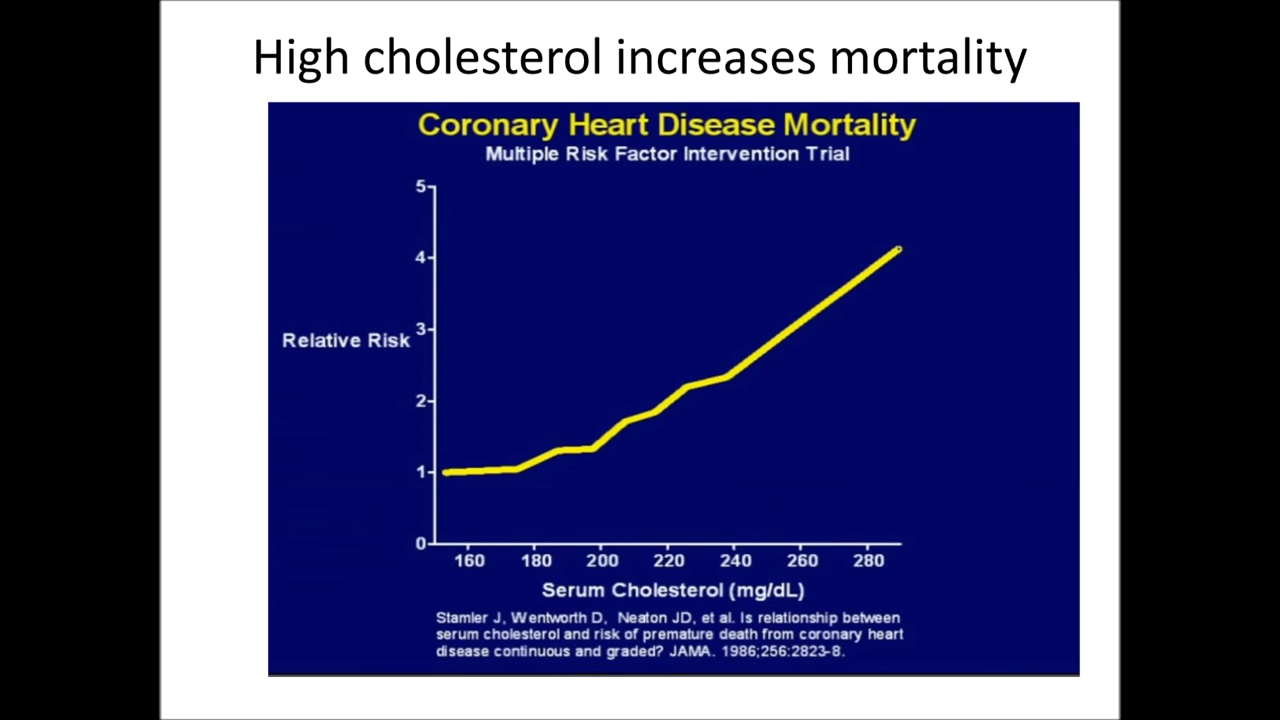 High cholesterol increases mortality
Coronary Heart Disease Mortality
Multiple Risk Factor Intervention Trial
5
4
Relative Risk
3
2
1
0
160 180 200 220 240 260 280
Serum Cholesterol (mg/dL)
Stamler J, Wentworth D, Neaton JD, et al. Is relationship between
serum cholesterol and risk of premature death from coronary heart
disease continuous and graded? JAMA. 1986;256:2823-8.